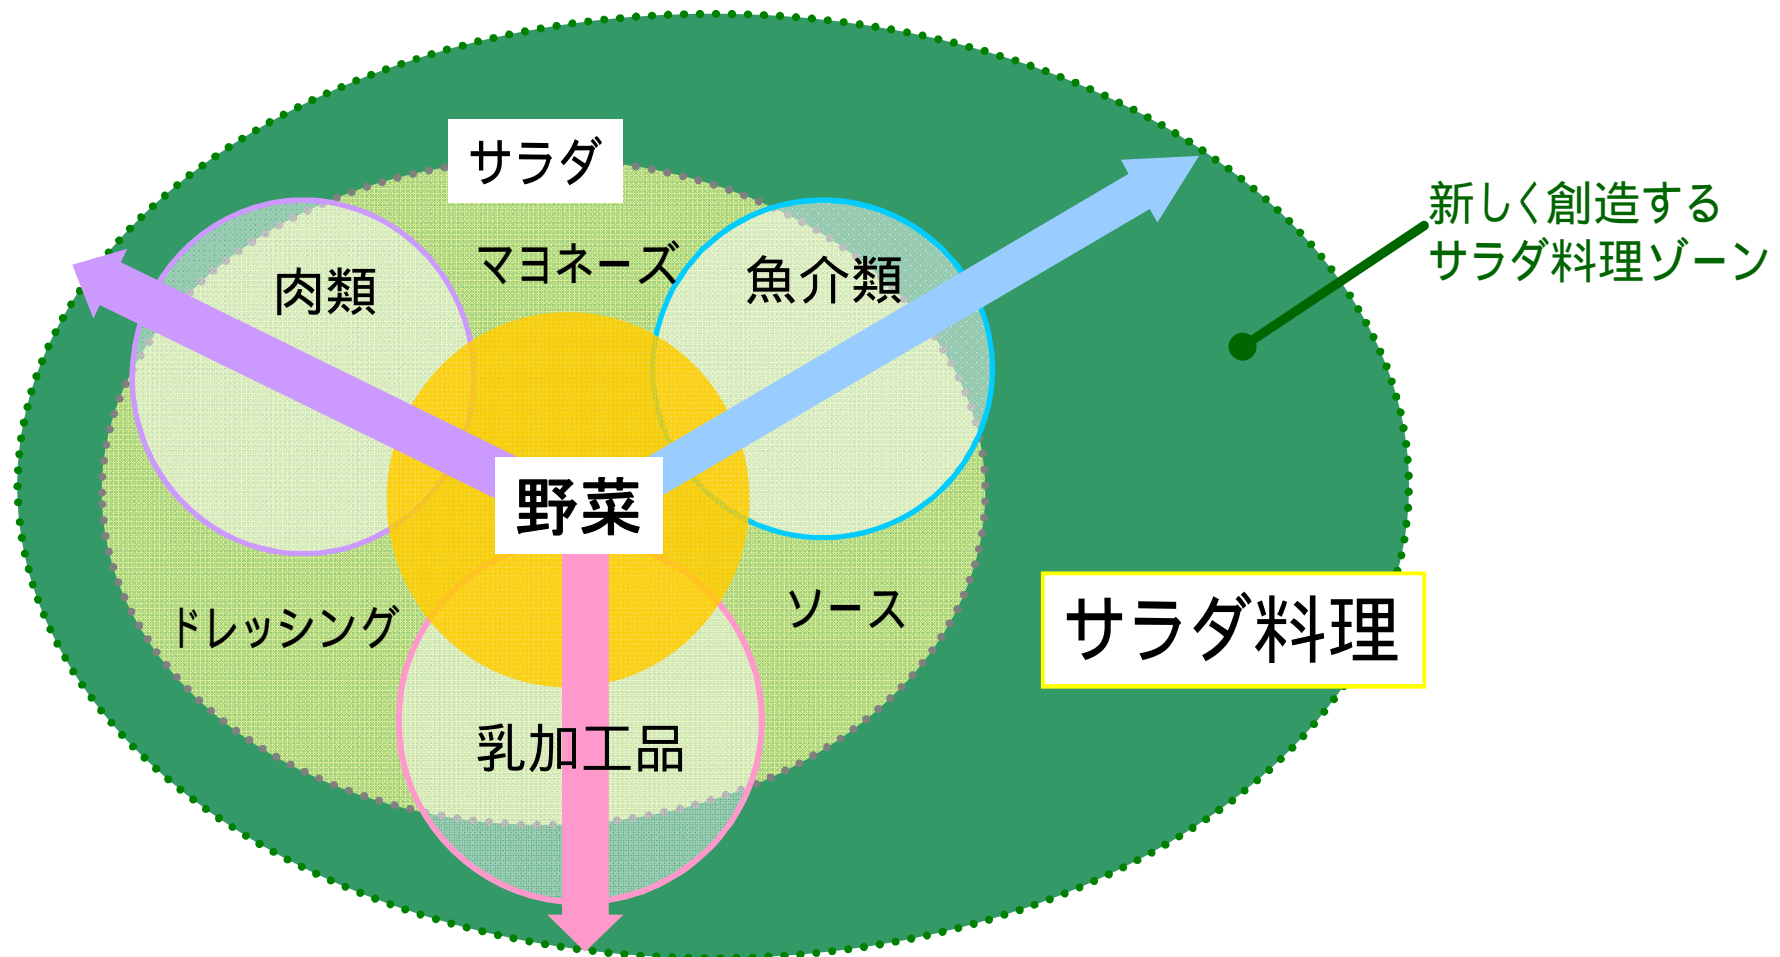 サラダ
マヨネーズ
肉類
魚介類
新しく創造する
サラダ料理ゾーン
野菜
ドレッシング
ソース
サラダ料理
乳加工品